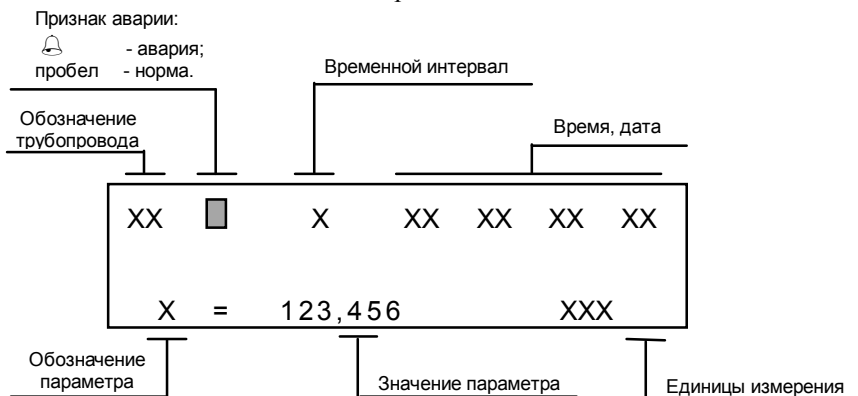 Признак аварии:
- авария;
пробел - норма.
Временной интервал
Обозначение
трубопровода
Время, дата
XX X XX XX XX XX
X = 123,456 XXX
Обозначение
параметра
Значение параметра
Единицы измерения